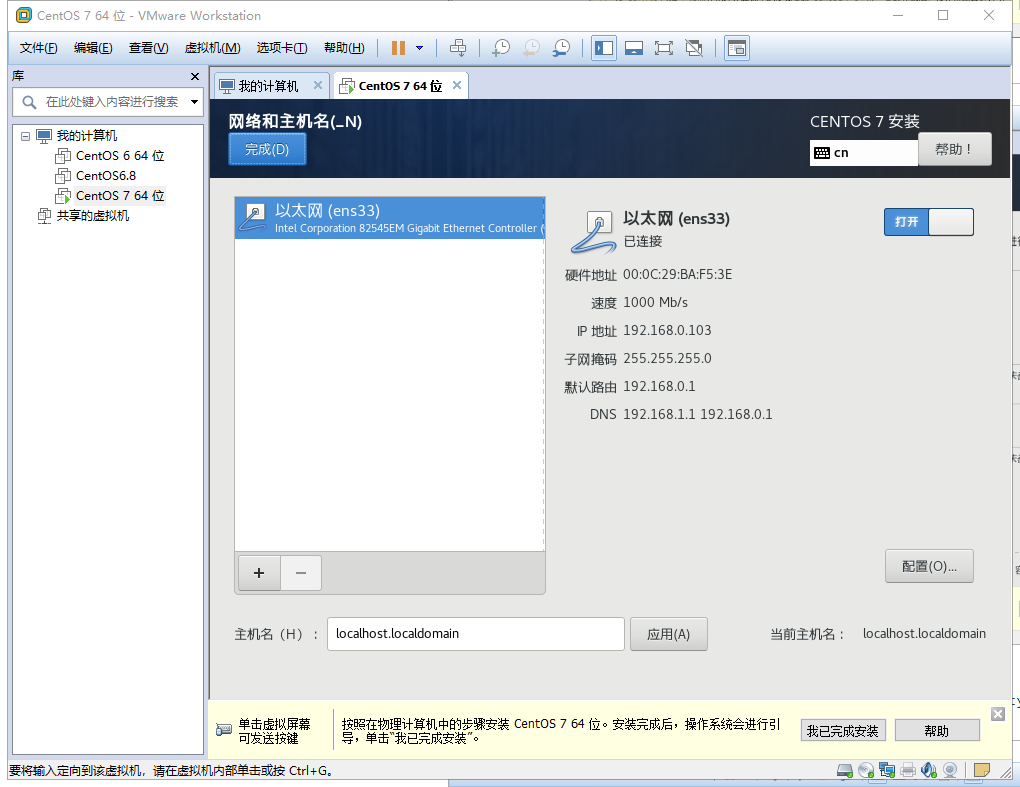 CentOS 7 64 位 - VMware Workstation
文件(F) 编辑(E) 查看(V) 虚拟机(M) 选项卡(T) 帮助(H)
库
在此处键入内容进行搜索
我的计算机
CentOS 6 64 位
CentOS6.8
CentOS 7 64 位
共享的虚拟机
我的计算机
CentOS 7 64 位
网络和主机名(_N)
完成(D)
CENTOS 7 安装
cn
帮助！
以太网 (ens33)
Intel Corporation 82545EM Gigabit Ethernet Controller (
以太网 (ens33)
已连接
打开
硬件地址 00:0C:29:BA:F5:3E
速度 1000 Mb/s
IP 地址 192.168.0.103
子网掩码 255.255.255.0
默认路由 192.168.0.1
DNS 192.168.1.1 192.168.0.1
+ −
配置(O)...
主机名（H）： localhost.localdomain 应用(A) 当前主机名： localhost.localdomain
单击虚拟屏幕
可发送按键
按照在物理计算机中的步骤安装 CentOS 7 64 位。安装完成后，操作系统会进行引
导，单击“我已完成安装”。
我已完成安装
帮助
要将输入定向到该虚拟机，请在虚拟机内部单击或按 Ctrl+G。